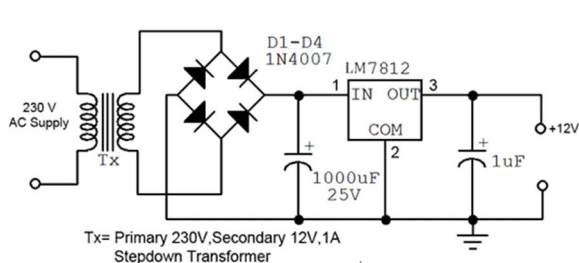 D1-D4
1N4007
LM7812
1
IN OUT
3
230 V
AC Supply
COM
+12V
2
+
+
Tx
1000uF
25V
1uF
Tx= Primary 230V,Secondary 12V,1A
Stepdown Transformer